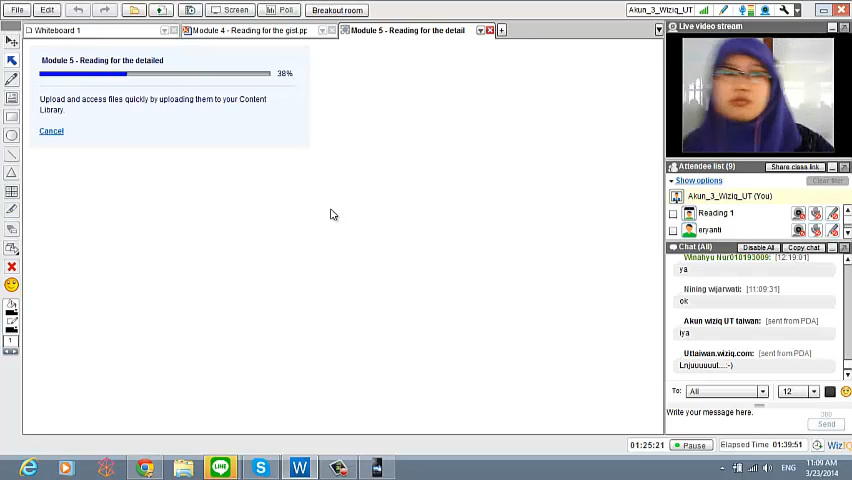 File Edit Screen Poll Breakout room Akun_3_Wiziq_UT
Whiteboard 1 Module 4 - Reading for the gist.pp Module 5 - Reading for the detail
Live video stream
Module 5 - Reading for the detailed
38%
Upload and access files quickly by uploading them to your Content
Library.
Cancel
Attendee list (9) Share class link
Show options Clear filter
Akun_3_Wiziq_UT (You)
Reading 1
eryanti
Chat (All) Disable All Copy chat
Winahyu Nur010193009: [12:19:01]
ya
Nining wijarwati: [11:09:31]
ok
Akun wiziq UT taiwan: [sent from PDA]
iya
Uttaiwan.wiziq.com: [sent from PDA]
Lnjuuuuuut....:-)
To: All 12
Write your message here.
300
Send
1
01:25:21 Pause Elapsed Time 01:39:51 WizIQ
W ENG
11:09 AM
3/23/2014
LINE